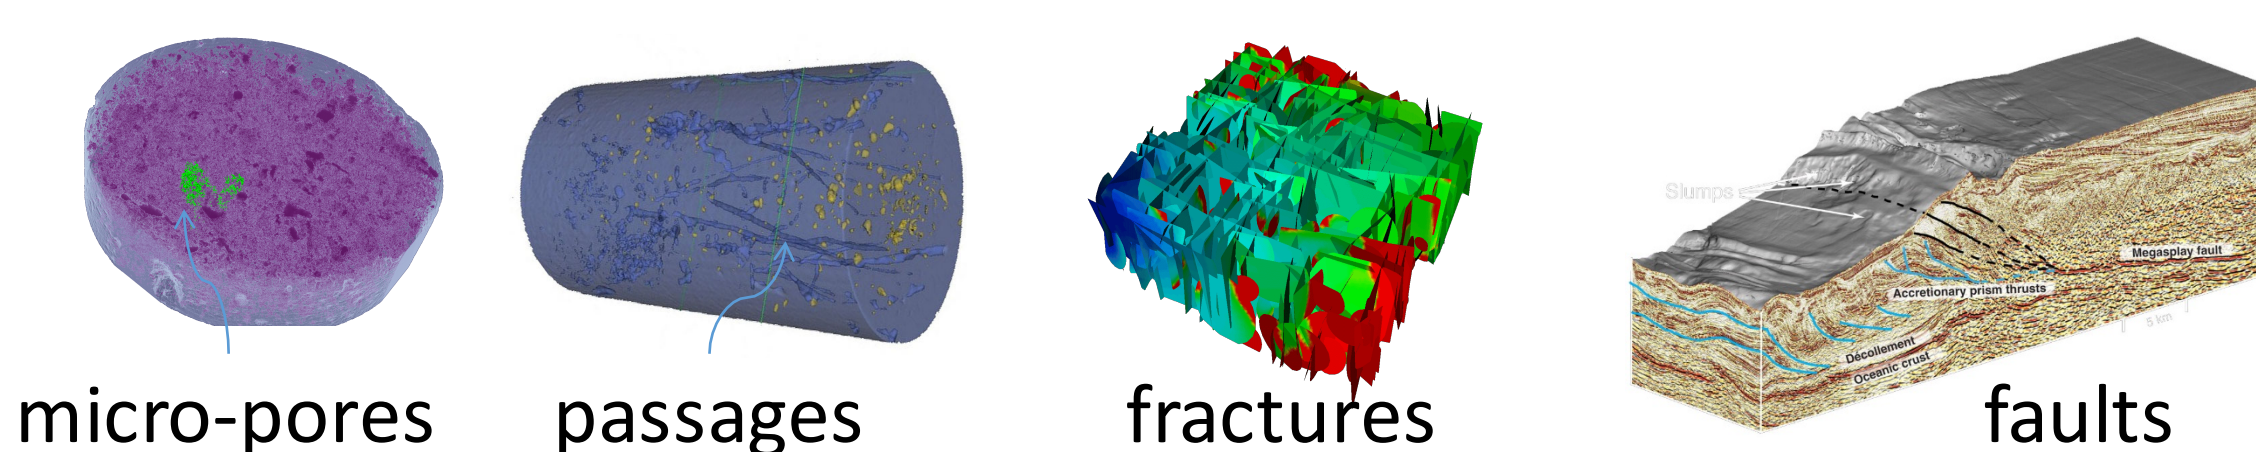 Slumps
Megasplay fault
Accretionary prism thrusts
5 km
Décollement
Oceanic crust
micro-pores
passages
fractures
faults